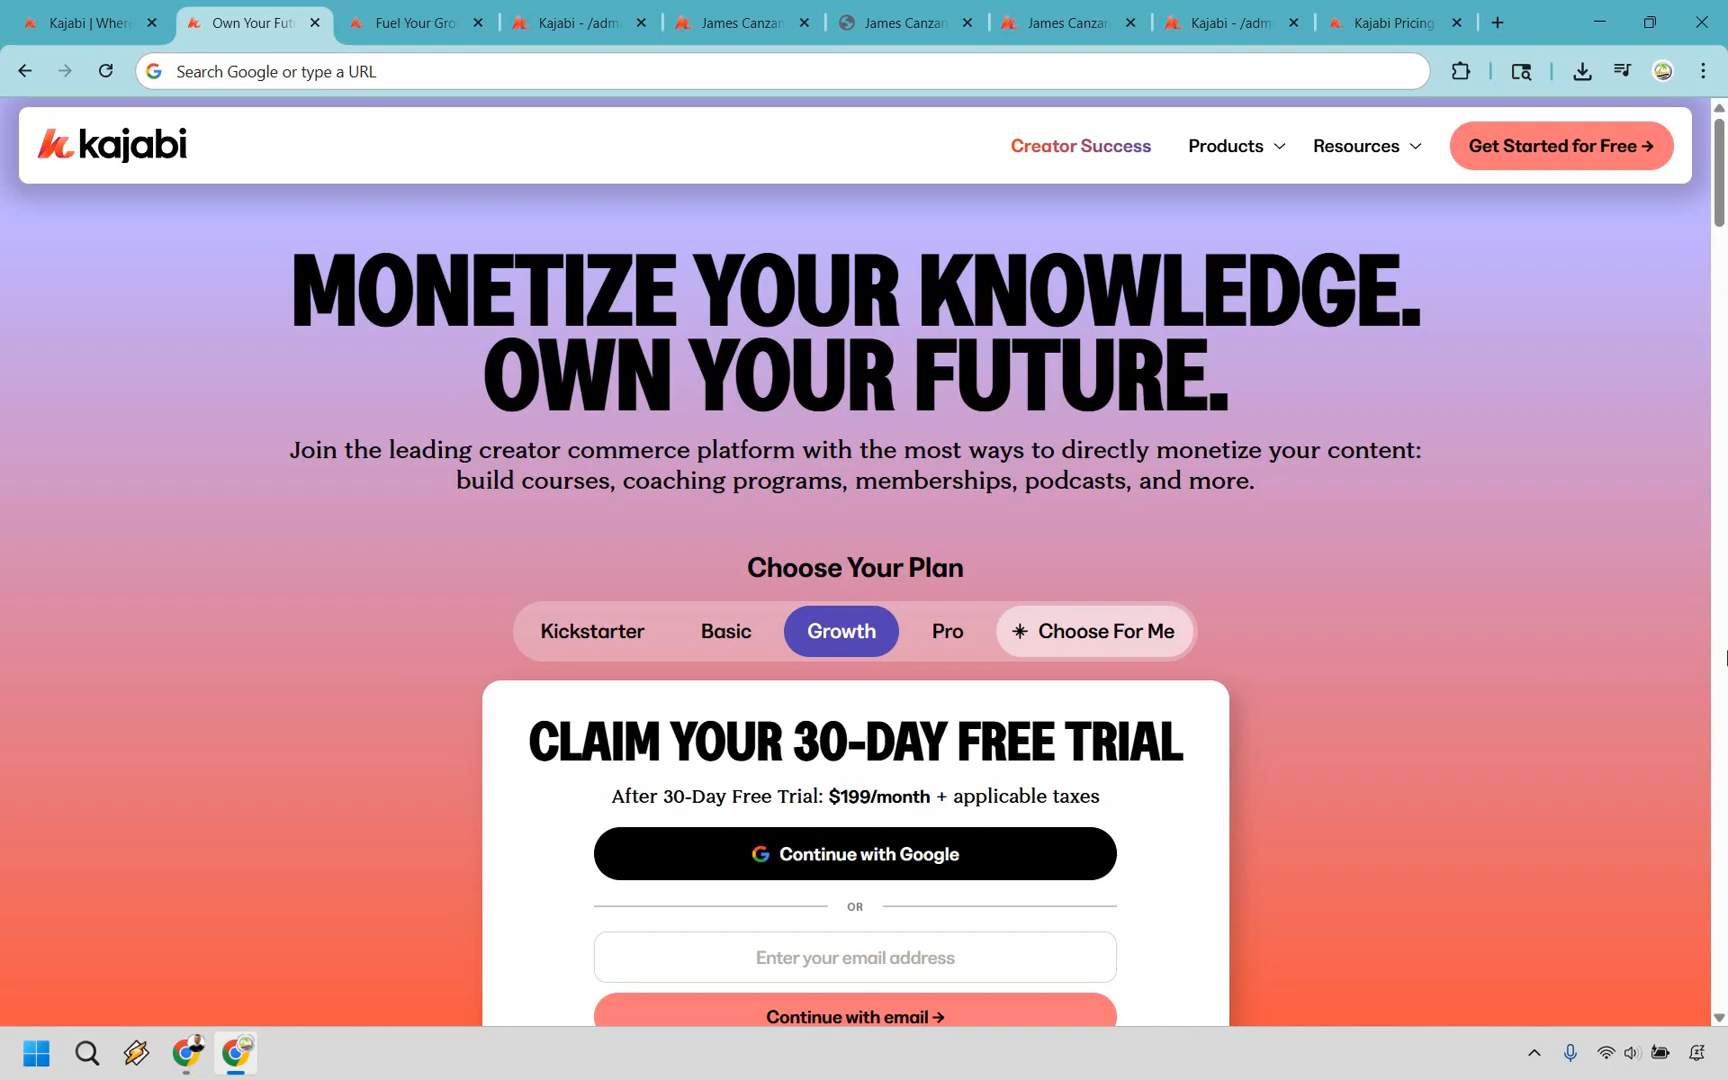 Kajabi | Where
Own Your Fut
Fuel Your Gro
Kajabi - /adm
James Canzan
James Canzan
James Canzan
Kajabi - /adm
Kajabi Pricing
Search Google or type a URL
kajabi
Creator Success
Products
Resources
Get Started for Free →
MONETIZE YOUR KNOWLEDGE.
OWN YOUR FUTURE.
Join the leading creator commerce platform with the most ways to directly monetize your content:
build courses, coaching programs, memberships, podcasts, and more.
Choose Your Plan
Kickstarter
Basic
Growth
Pro
Choose For Me
CLAIM YOUR 30-DAY FREE TRIAL
After 30-Day Free Trial: $199/month + applicable taxes
Continue with Google
OR
Enter your email address
Continue with email →